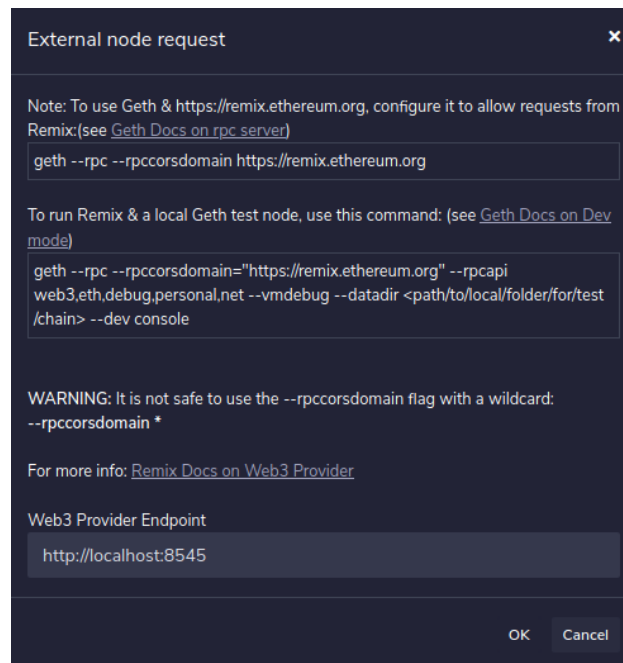 External node request
×
Note: To use Geth & https://remix.ethereum.org, configure it to allow requests from
Remix:(see Geth Docs on rpc server)
geth --rpc --rpccorsdomain https://remix.ethereum.org
To run Remix & a local Geth test node, use this command: (see Geth Docs on Dev
mode)
geth --rpc --rpccorsdomain="https://remix.ethereum.org" --rpcapi
web3,eth,debug,personal,net --vmdebug --datadir <path/to/local/folder/for/test
/chain> --dev console
WARNING: It is not safe to use the --rpccorsdomain flag with a wildcard:
--rpccorsdomain *
For more info: Remix Docs on Web3 Provider
Web3 Provider Endpoint
http://localhost:8545
OK Cancel